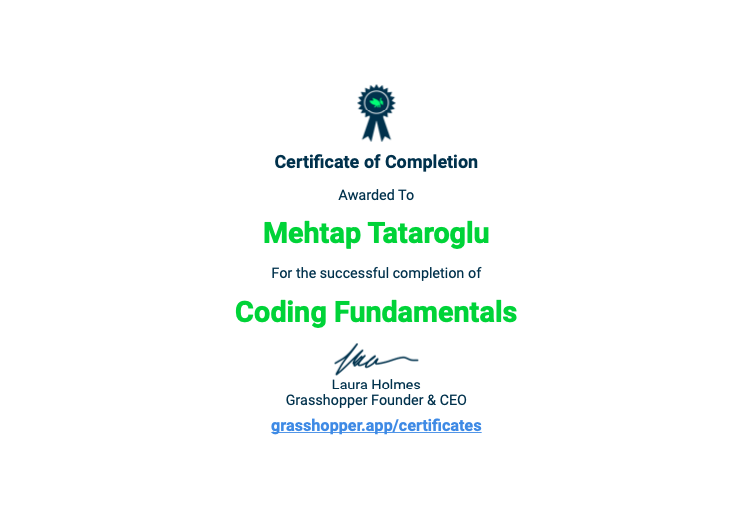 Certificate of Completion
Awarded To
Mehtap Tataroglu
For the successful completion of
Coding Fundamentals
Laura Holmes
Grasshopper Founder & CEO
grasshopper.app/certificates